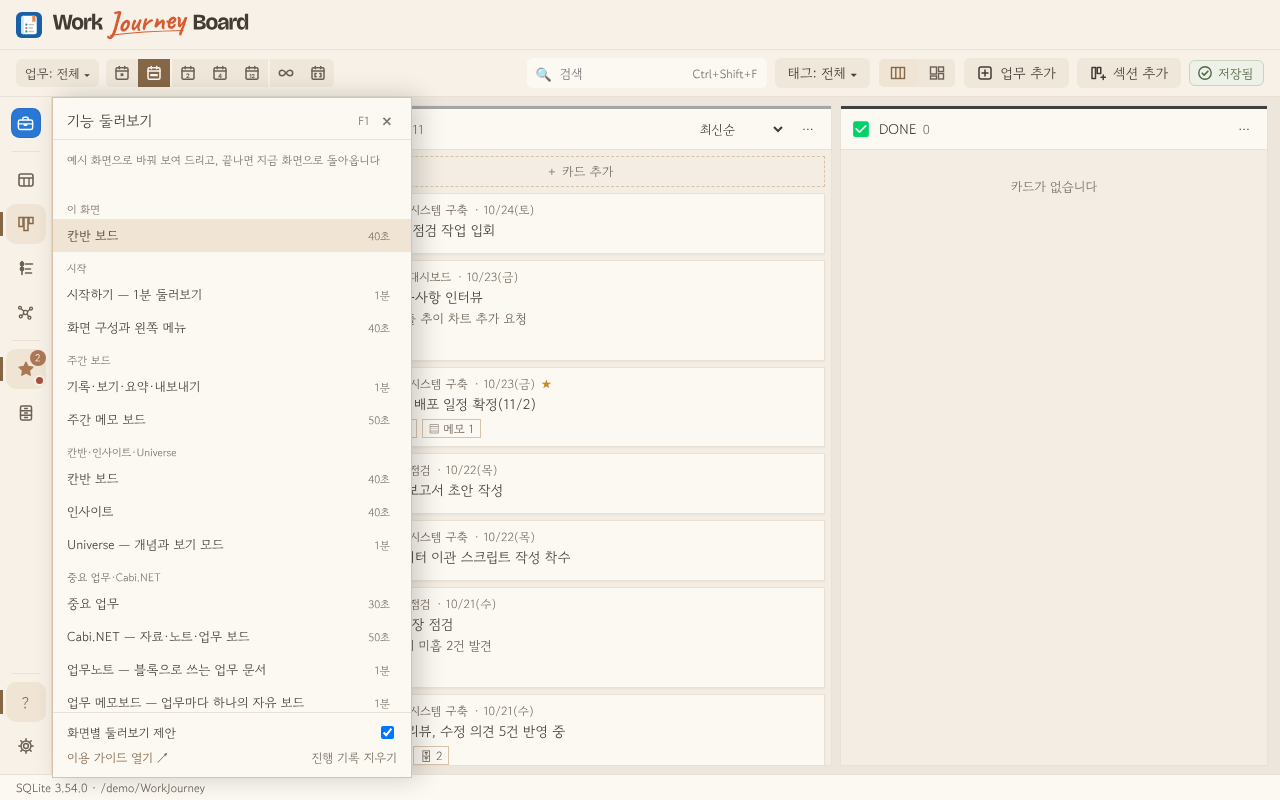 Work Journey Board
업무: 전체
검색 Ctrl+Shift+F
태그: 전체
업무 추가
섹션 추가
저장됨
기능 둘러보기 F1 ×
예시 화면으로 바꿔 보여 드리고, 끝나면 지금 화면으로 돌아옵니다
이 화면
칸반 보드 40초
시작
시작하기 — 1분 둘러보기 1분
화면 구성과 왼쪽 메뉴 40초
주간 보드
기록·보기·요약·내보내기 1분
주간 메모 보드 50초
칸반·인사이트·Universe
칸반 보드 40초
인사이트 40초
Universe — 개념과 보기 모드 1분
중요 업무·Cabi.NET
중요 업무 30초
Cabi.NET — 자료·노트·업무 보드 50초
업무노트 — 블록으로 쓰는 업무 문서 1분
업무 메모보드 — 업무마다 하나의 자유 보드 1분
화면별 둘러보기 제안
이용 가이드 열기 ↗ 진행 기록 지우기
2
?
11 최신순 ···
+ 카드 추가
시스템 구축 · 10/24(토)
점검 작업 입회
대시보드 · 10/23(금)
사항 인터뷰
추이 차트 추가 요청
시스템 구축 · 10/23(금) ★
배포 일정 확정(11/2)
메모 1
점검 · 10/22(목)
보고서 초안 작성
시스템 구축 · 10/22(목)
이관 스크립트 작성 착수
점검 · 10/21(수)
장 점검
미흡 2건 발견
시스템 구축 · 10/21(수)
리뷰, 수정 의견 5건 반영 중
2
DONE 0 ···
카드가 없습니다
SQLite 3.54.0 · /demo/WorkJourney